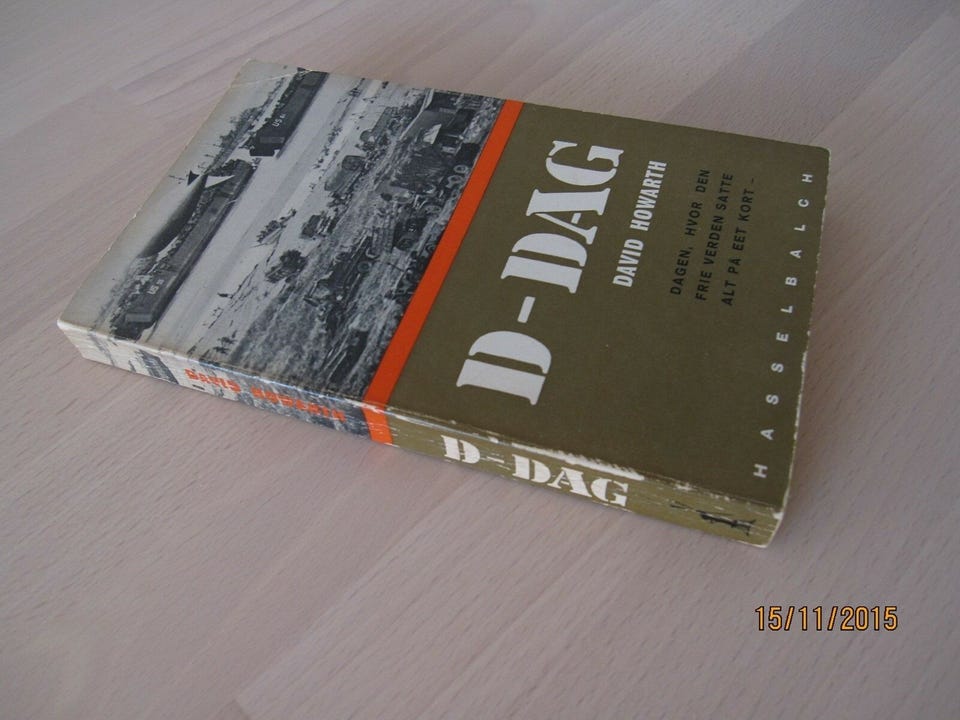 D-DAG
DAVID HOWARTH
DAGEN, HVOR DEN
FRIE VERDEN SATTE
ALT PÅ EET KORT -
HASSELBALCH
DAVID HOWARTH
D-DAG
15/11/2015